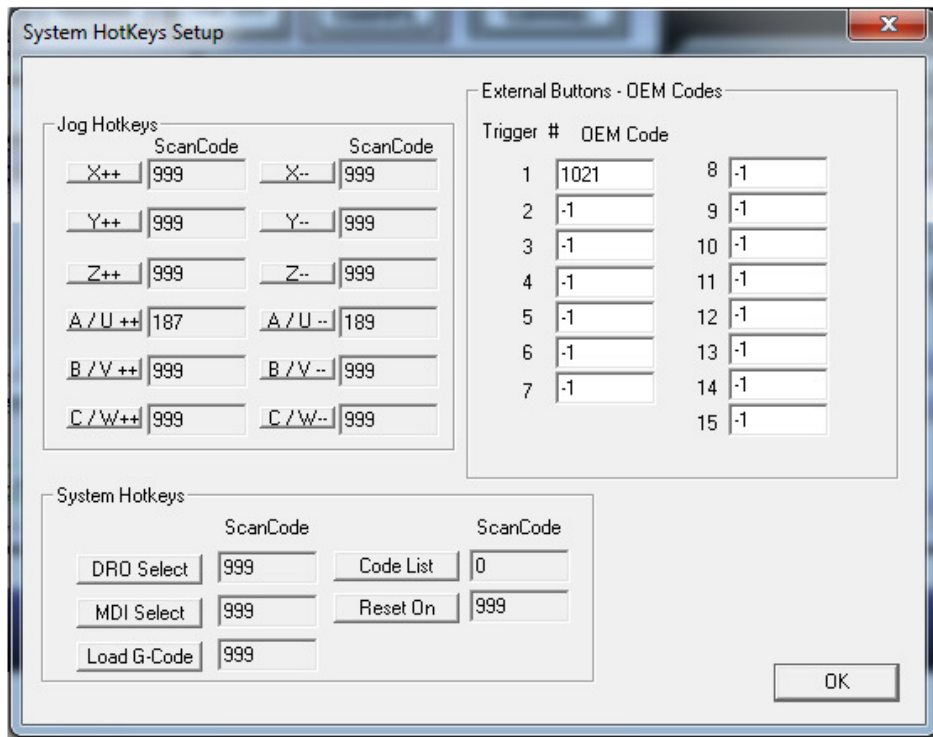 System HotKeys Setup
Jog Hotkeys
ScanCode ScanCode
X++ 999 X-- 999
Y++ 999 Y-- 999
Z++ 999 Z-- 999
A / U ++ 187 A / U -- 189
B / V ++ 999 B / V -- 999
C / W++ 999 C / W-- 999
External Buttons - OEM Codes
Trigger # OEM Code
1 1021 8 -1
2 -1 9 -1
3 -1 10 -1
4 -1 11 -1
5 -1 12 -1
6 -1 13 -1
7 -1 14 -1
15 -1
System Hotkeys
ScanCode ScanCode
DRO Select 999 Code List 0
MDI Select 999 Reset On 999
Load G-Code 999
OK